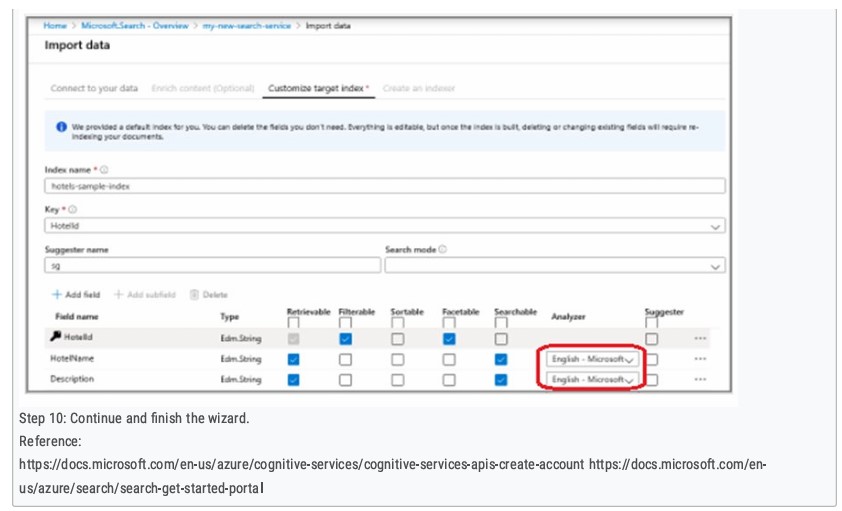 Home > Microsoft.Search - Overview > my-new-search-service > Import data
Import data
Connect to your data Enrich content (Optional) Customize target index* Create an indexer
We provided a default index for you. You can delete the fields you don't need. Everything is editable, but once the index is built, deleting or changing existing fields will require re-
indexing your documents.
Index name *
hotels-sample-index
Key *
HotelId
Suggester name Search mode
sg
+ Add field + Add subfield Delete
Field name Type Retrievable Filterable Sortable Facetable Searchable Analyzer Suggester
HotelId Edm.String ...
HotelName Edm.String English - Microsoft ...
Description Edm.String English - Microsoft ...
Step 10: Continue and finish the wizard.
Reference:
https://docs.microsoft.com/en-us/azure/cognitive-services/cognitive-services-apis-create-account https://docs.microsoft.com/en-
us/azure/search/search-get-started-portal